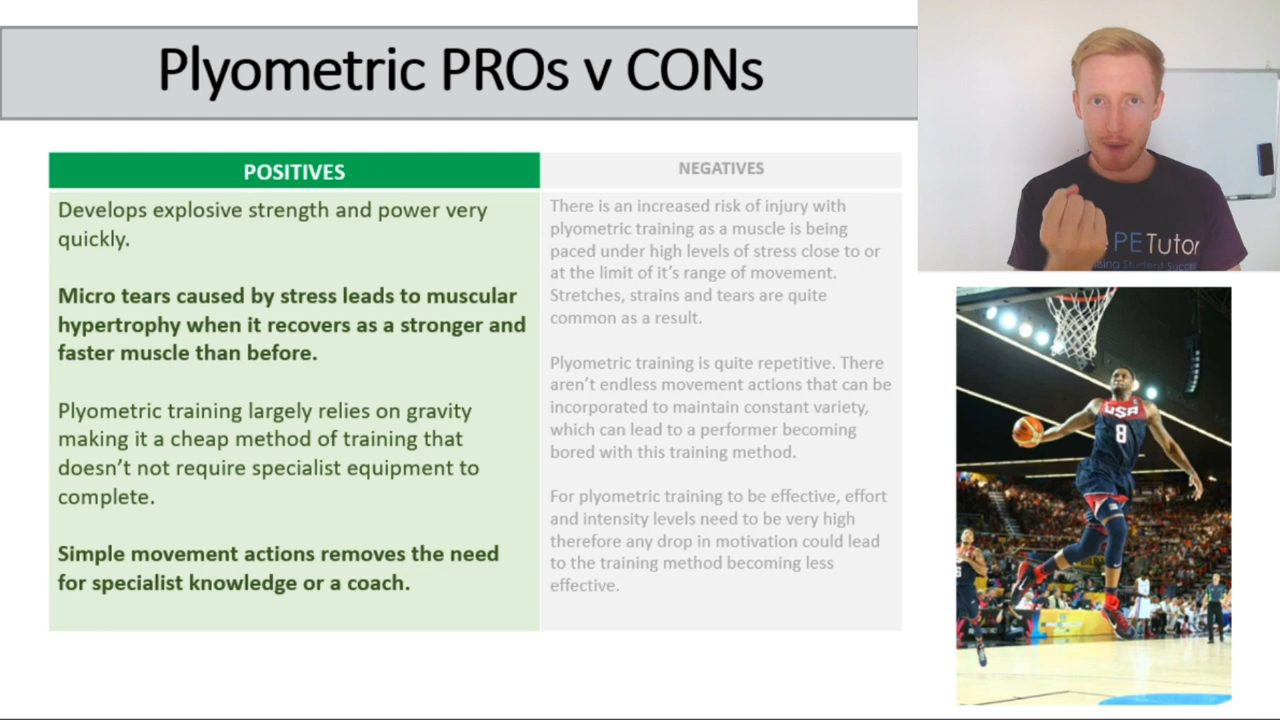 Plyometric PROs v CONs
POSITIVES
Develops explosive strength and power very
quickly.
Micro tears caused by stress leads to muscular
hypertrophy when it recovers as a stronger and
faster muscle than before.
Plyometric training largely relies on gravity
making it a cheap method of training that
doesn't not require specialist equipment to
complete.
Simple movement actions removes the need
for specialist knowledge or a coach.
NEGATIVES
There is an increased risk of injury with
plyometric training as a muscle is being
paced under high levels of stress close to or
at the limit of it's range of movement.
Stretches, strains and tears are quite
common as a result.
Plyometric training is quite repetitive. There
aren't endless movement actions that can be
incorporated to maintain constant variety,
which can lead to a performer becoming
bored with this training method.
For plyometric training to be effective, effort
and intensity levels need to be very high
therefore any drop in motivation could lead
to the training method becoming less
effective.
PETutor
Student
USA
8